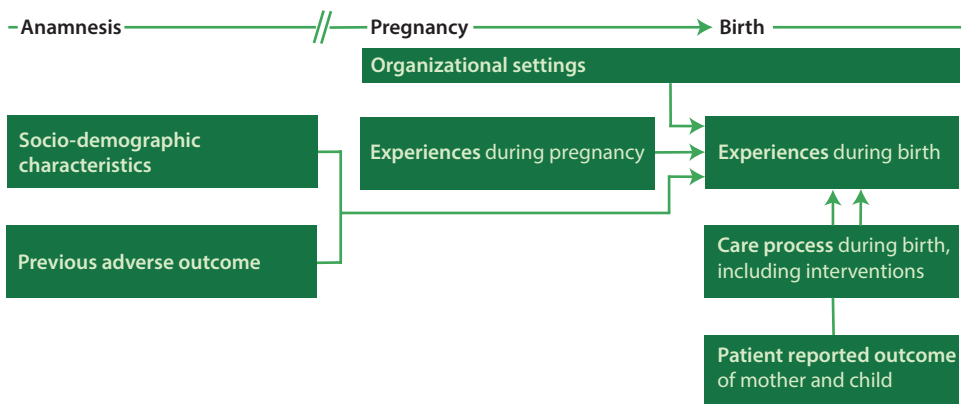 Anamnesis
Pregnancy
Birth
Organizational settings
Socio-demographic
characteristics
Experiences during pregnancy
Experiences during birth
Previous adverse outcome
Care process during birth,
including interventions
Patient reported outcome
of mother and child